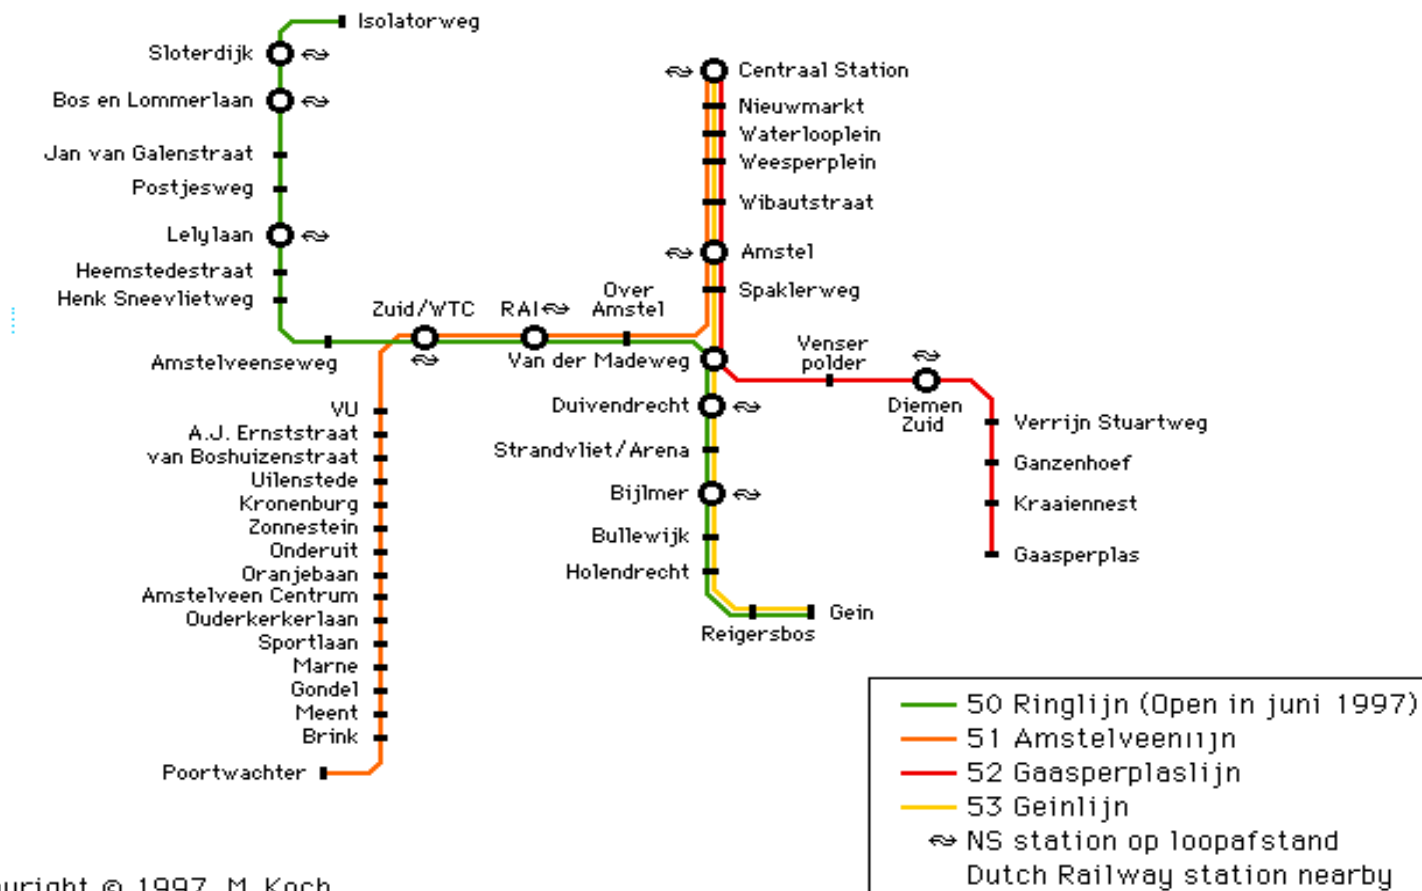 Isolatorweg
Sloterdijk
Bos en Lommerlaan
Jan van Galenstraat
Postjesweg
Lelylaan
Heemstedestraat
Henk Sneevlietweg
Amstelveenseweg
Zuid/WTC
RAI
Over
Amstel
Centraal Station
Nieuwmarkt
Waterlooplein
Weesperplein
Wibautstraat
Amstel
Spaklerweg
Van der Madeweg
Venser
polder
Diemen
Zuid
Verrijn Stuartweg
Ganzenhoef
Kraaiennest
Gaasperplas
Duivendrecht
Strandvliet/Arena
Bijlmer
Bullewijk
Holendrecht
Reigersbos
Gein
VU
A.J. Ernststraat
van Boshuizenstraat
Uilenstede
Kronenburg
Zonnestein
Onderuit
Oranjebaan
Amstelveen Centrum
Ouderkerkerlaan
Sportlaan
Marne
Gondel
Meent
Brink
Poortwachter
50 Ringlijn (Open in juni 1997)
51 Amstelveenlijn
52 Gaasperplaslijn
53 Geinlijn
NS station op loopafstand
Dutch Railway station nearby
pyright © 1997 M. Koch